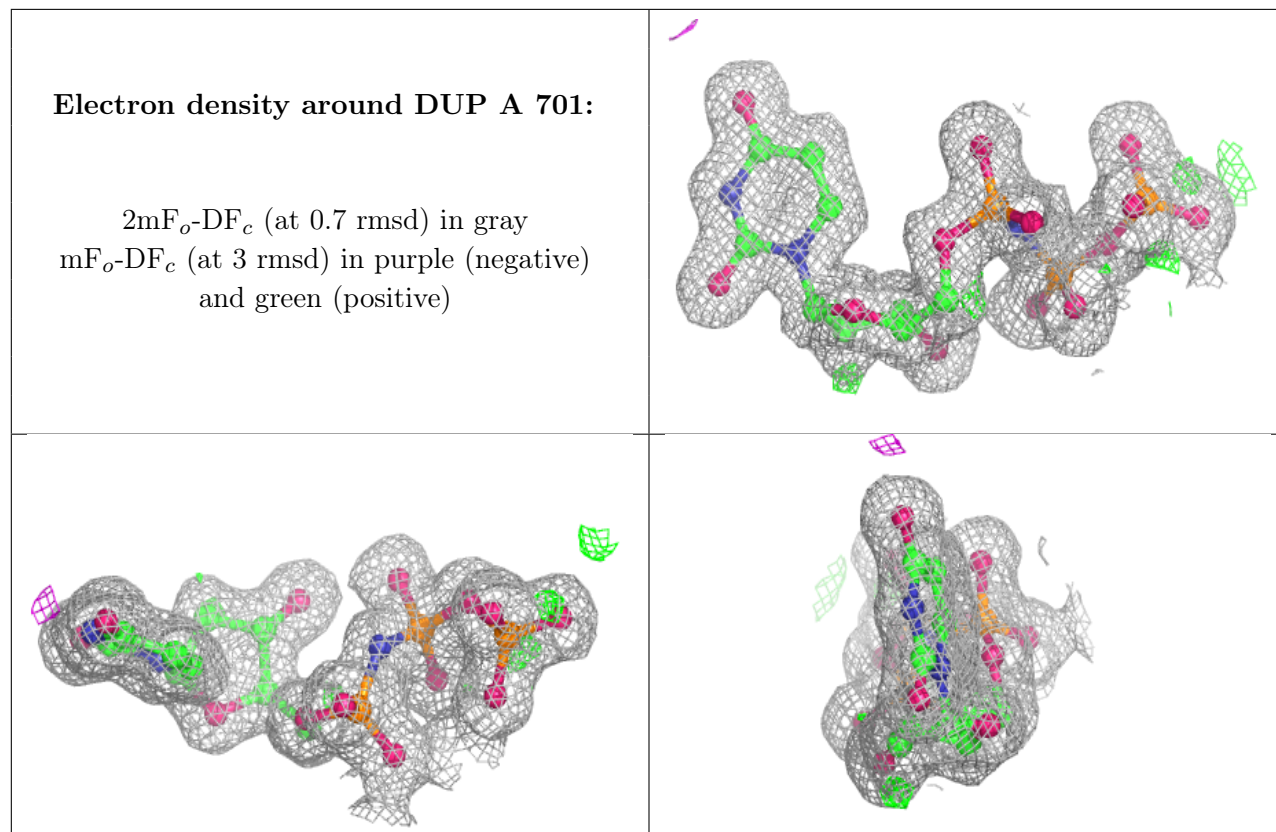 Electron density around DUP A 701:
2mFₒ-DF𝒸 (at 0.7 rmsd) in gray
mFₒ-DF𝒸 (at 3 rmsd) in purple (negative)
and green (positive)